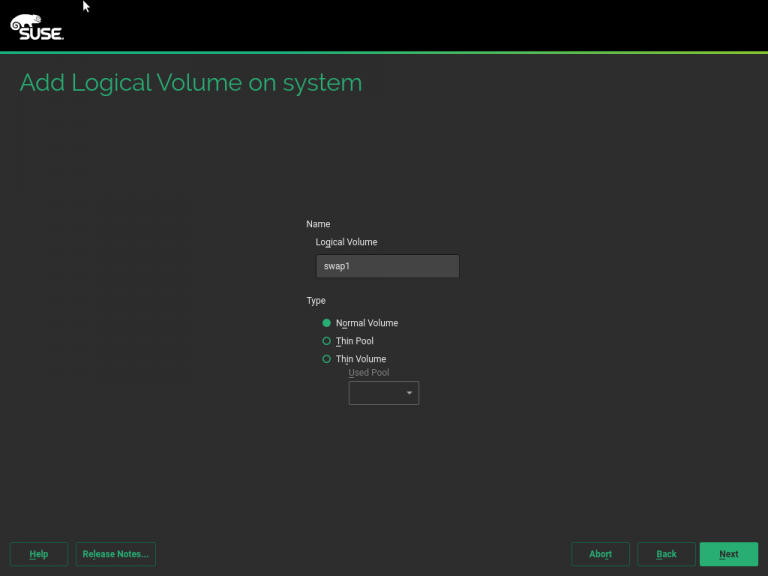 SUSE
Add Logical Volume on system
Name
Logical Volume
swap1
Type
Normal Volume
Thin Pool
Thin Volume
Used Pool
Help
Release Notes...
Abort
Back
Next